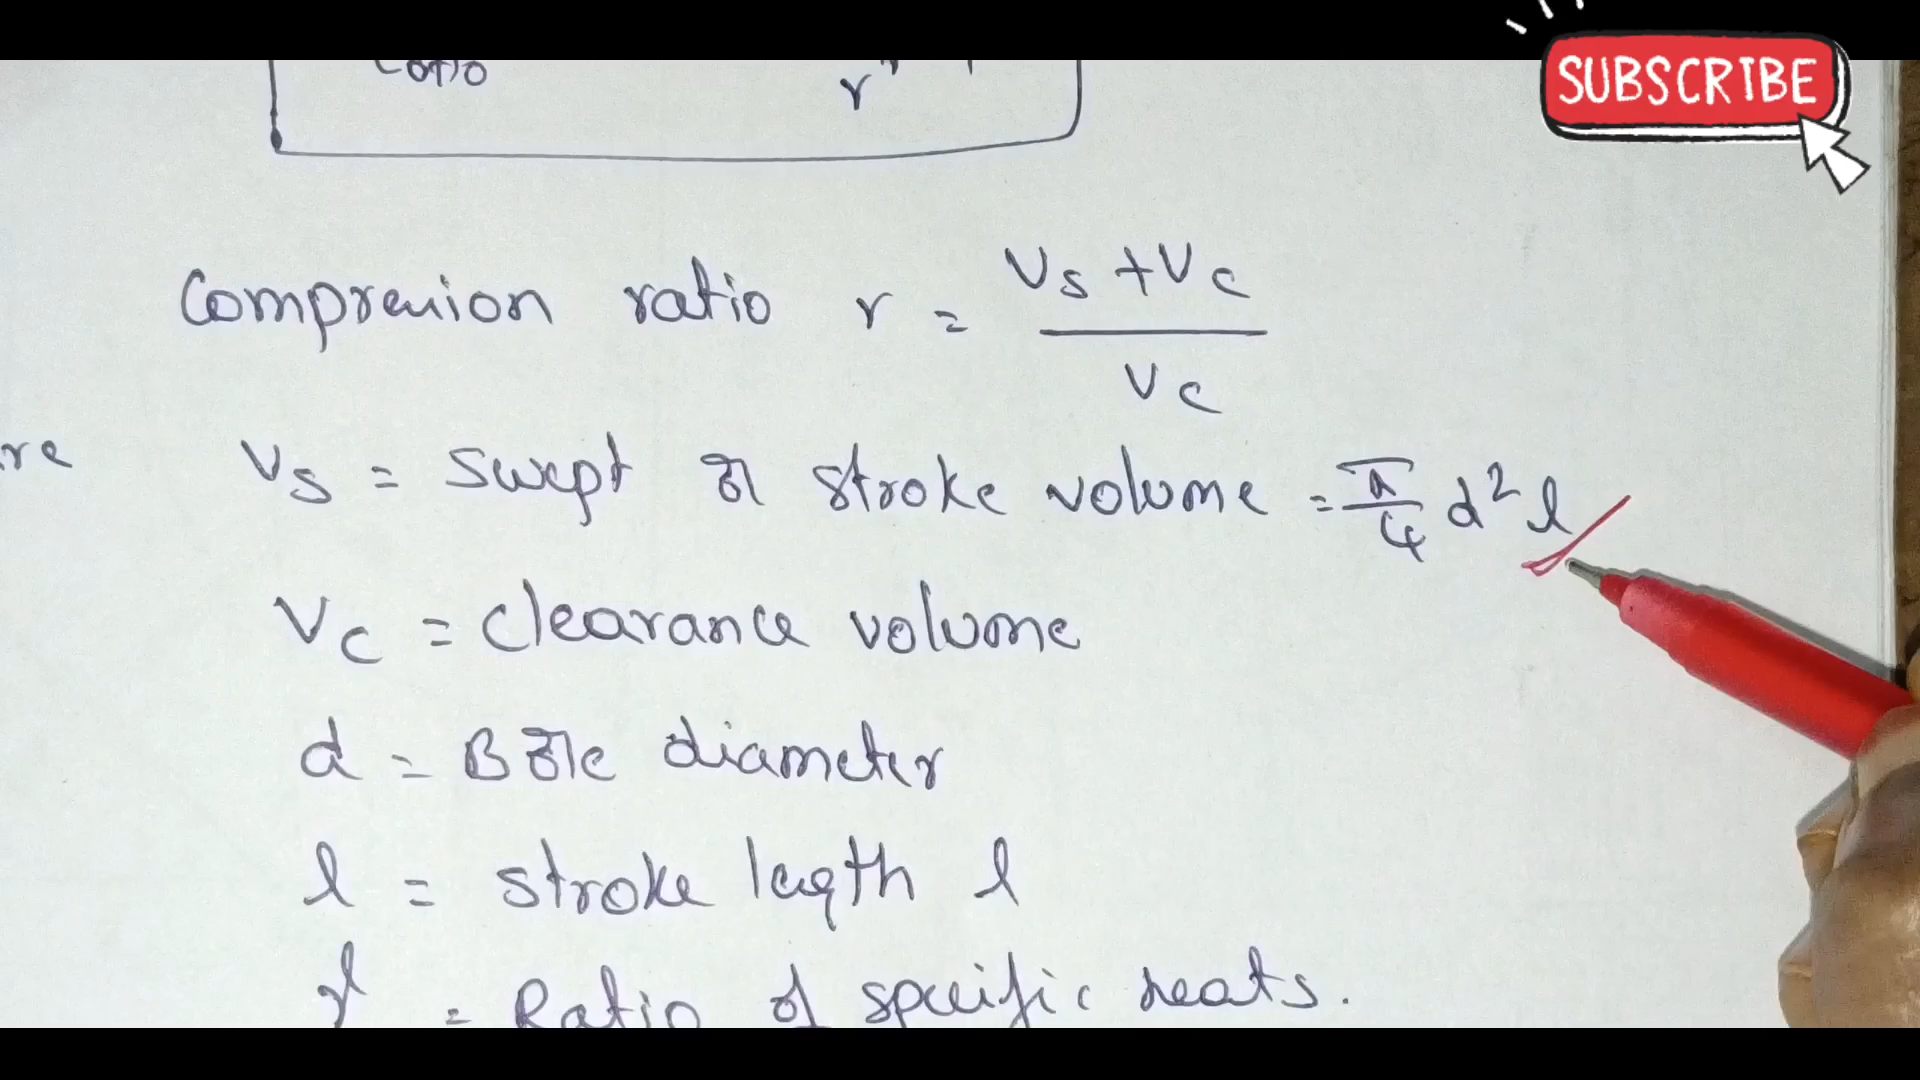 SUBSCRIBE
ratio
r
Compression ratio r = Vs + Vc / Vc
Vs = Swept or stroke volume = π/4 d² l
Vc = Clearance volume
d = Bore diameter
l = stroke length l
γ = Ratio of specific heats.